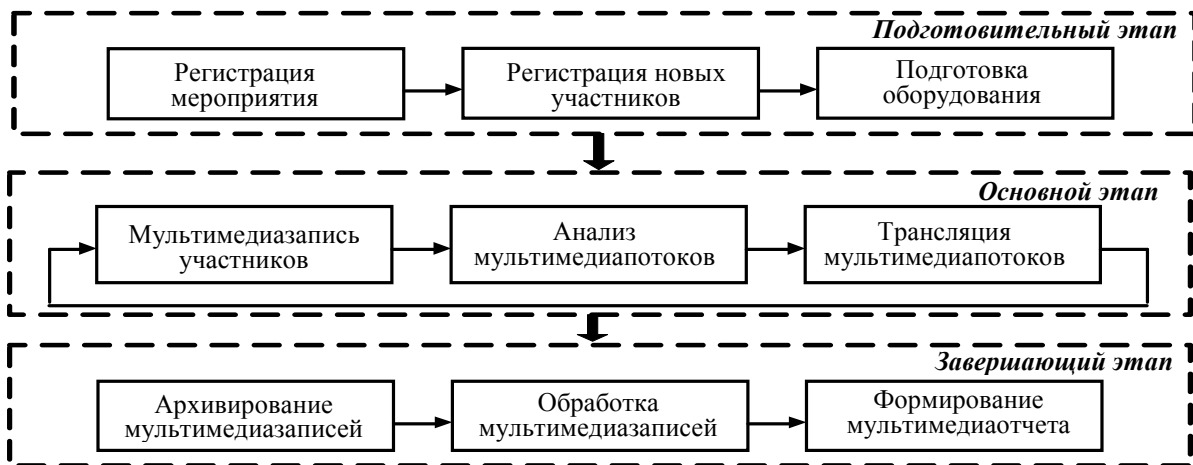 Подготовительный этап
Регистрация
мероприятия
Регистрация новых
участников
Подготовка
оборудования
Основной этап
Мультимедиазапись
участников
Анализ
мультимедиапотоков
Трансляция
мультимедиапотоков
Завершающий этап
Архивирование
мультимедиазаписей
Обработка
мультимедиазаписей
Формирование
мультимедиаотчета